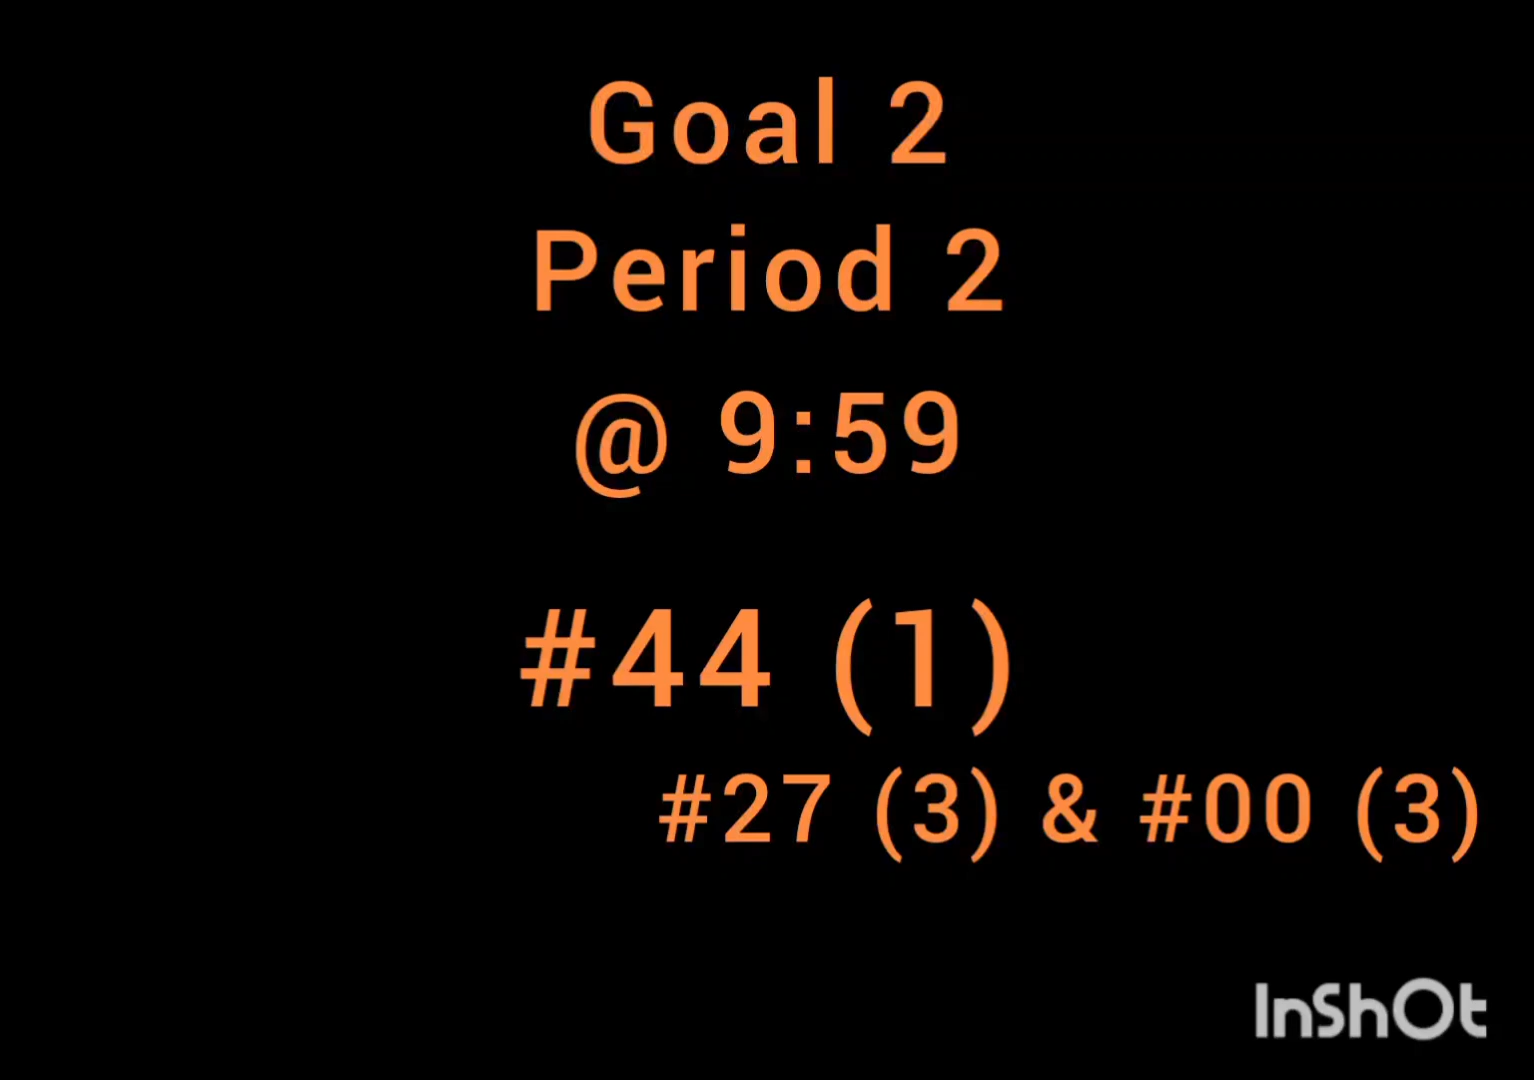 Goal 2
Period 2
@ 9:59
#44 (1)
#27 (3) & #00 (3)
InShOt